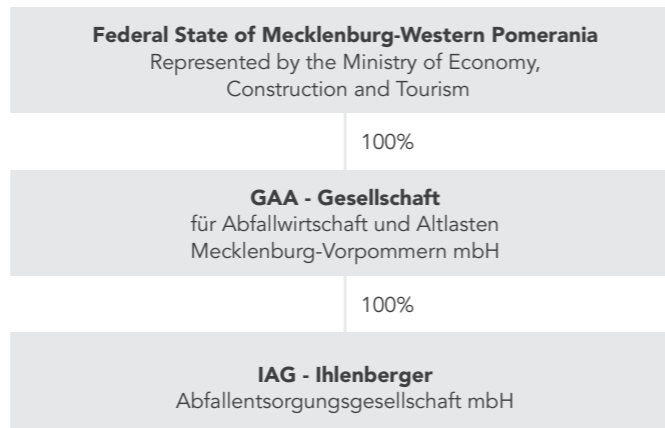 Federal State of Mecklenburg-Western Pomerania
Represented by the Ministry of Economy,
Construction and Tourism
100%
GAA - Gesellschaft
für Abfallwirtschaft und Altlasten
Mecklenburg-Vorpommern mbH
100%
IAG - Ihlenberger
Abfallentsorgungsgesellschaft mbH